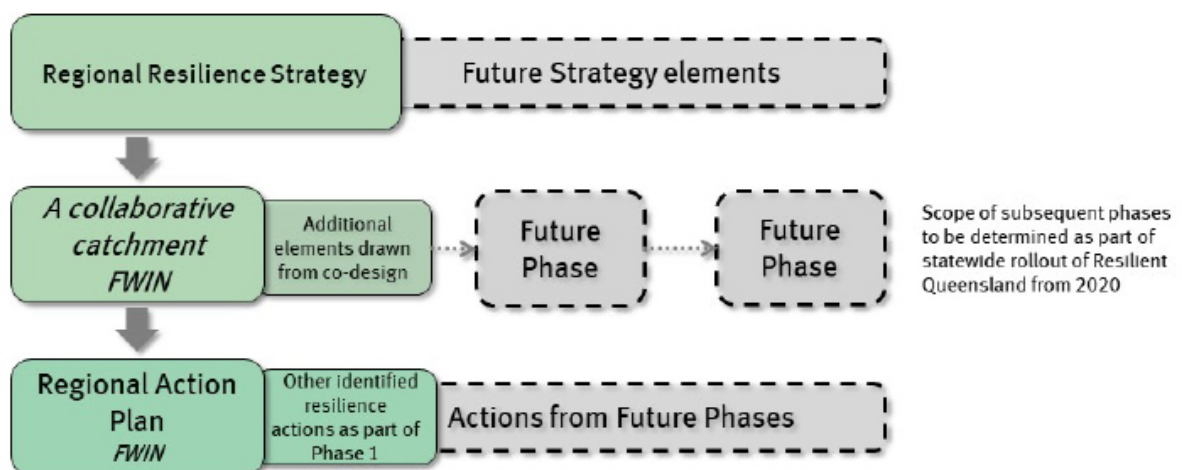 Regional Resilience Strategy
Future Strategy elements
A collaborative
catchment
FWIN
Additional
elements drawn
from co-design
Future
Phase
Future
Phase
Scope of subsequent phases
to be determined as part of
statewide rollout of Resilient
Queensland from 2020
Regional Action
Plan
FWIN
Other identified
resilience
actions as part of
Phase 1
Actions from Future Phases